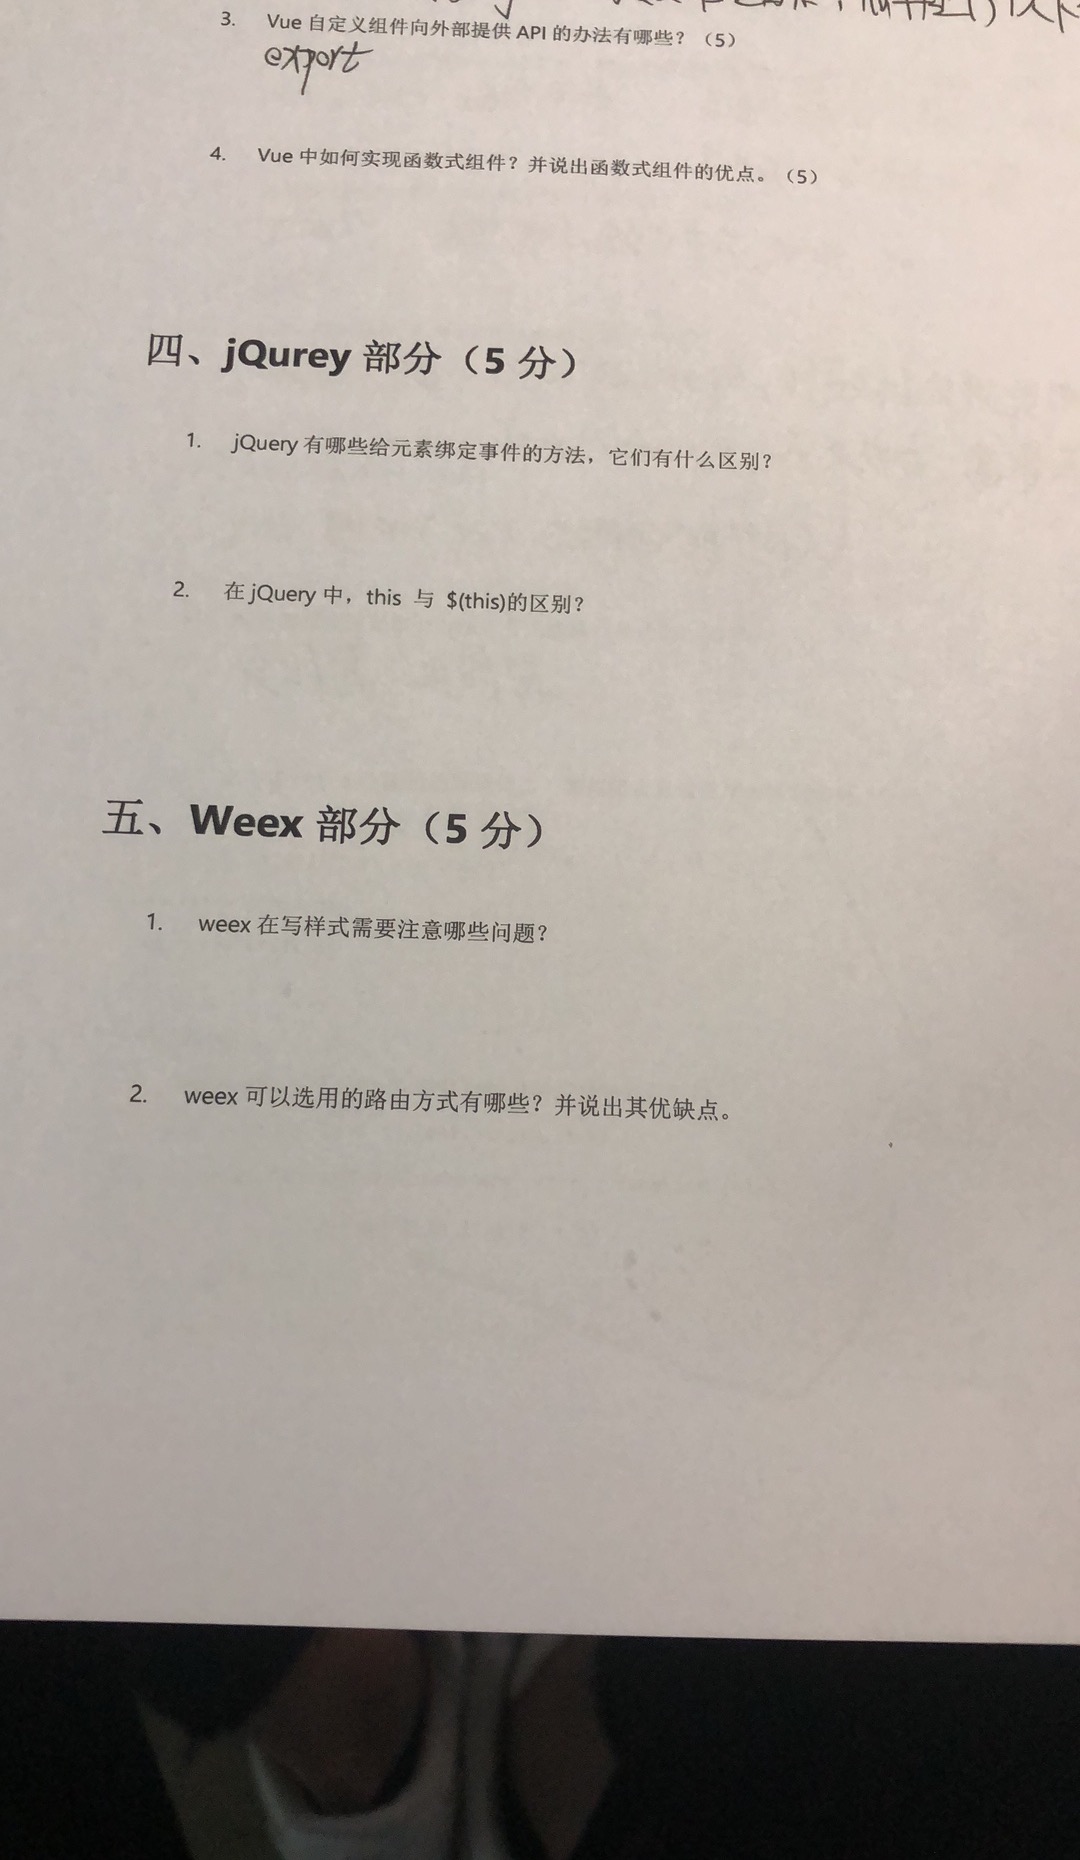 3. Vue 自定义组件向外部提供 API 的办法有哪些？（5）
export
4. Vue 中如何实现函数式组件？并说出函数式组件的优点。（5）
四、jQurey 部分（5 分）
1. jQuery 有哪些给元素绑定事件的方法，它们有什么区别？
2. 在 jQuery 中，this 与 $(this)的区别？
五、Weex 部分（5 分）
1. weex 在写样式需要注意哪些问题？
2. weex 可以选用的路由方式有哪些？并说出其优缺点。